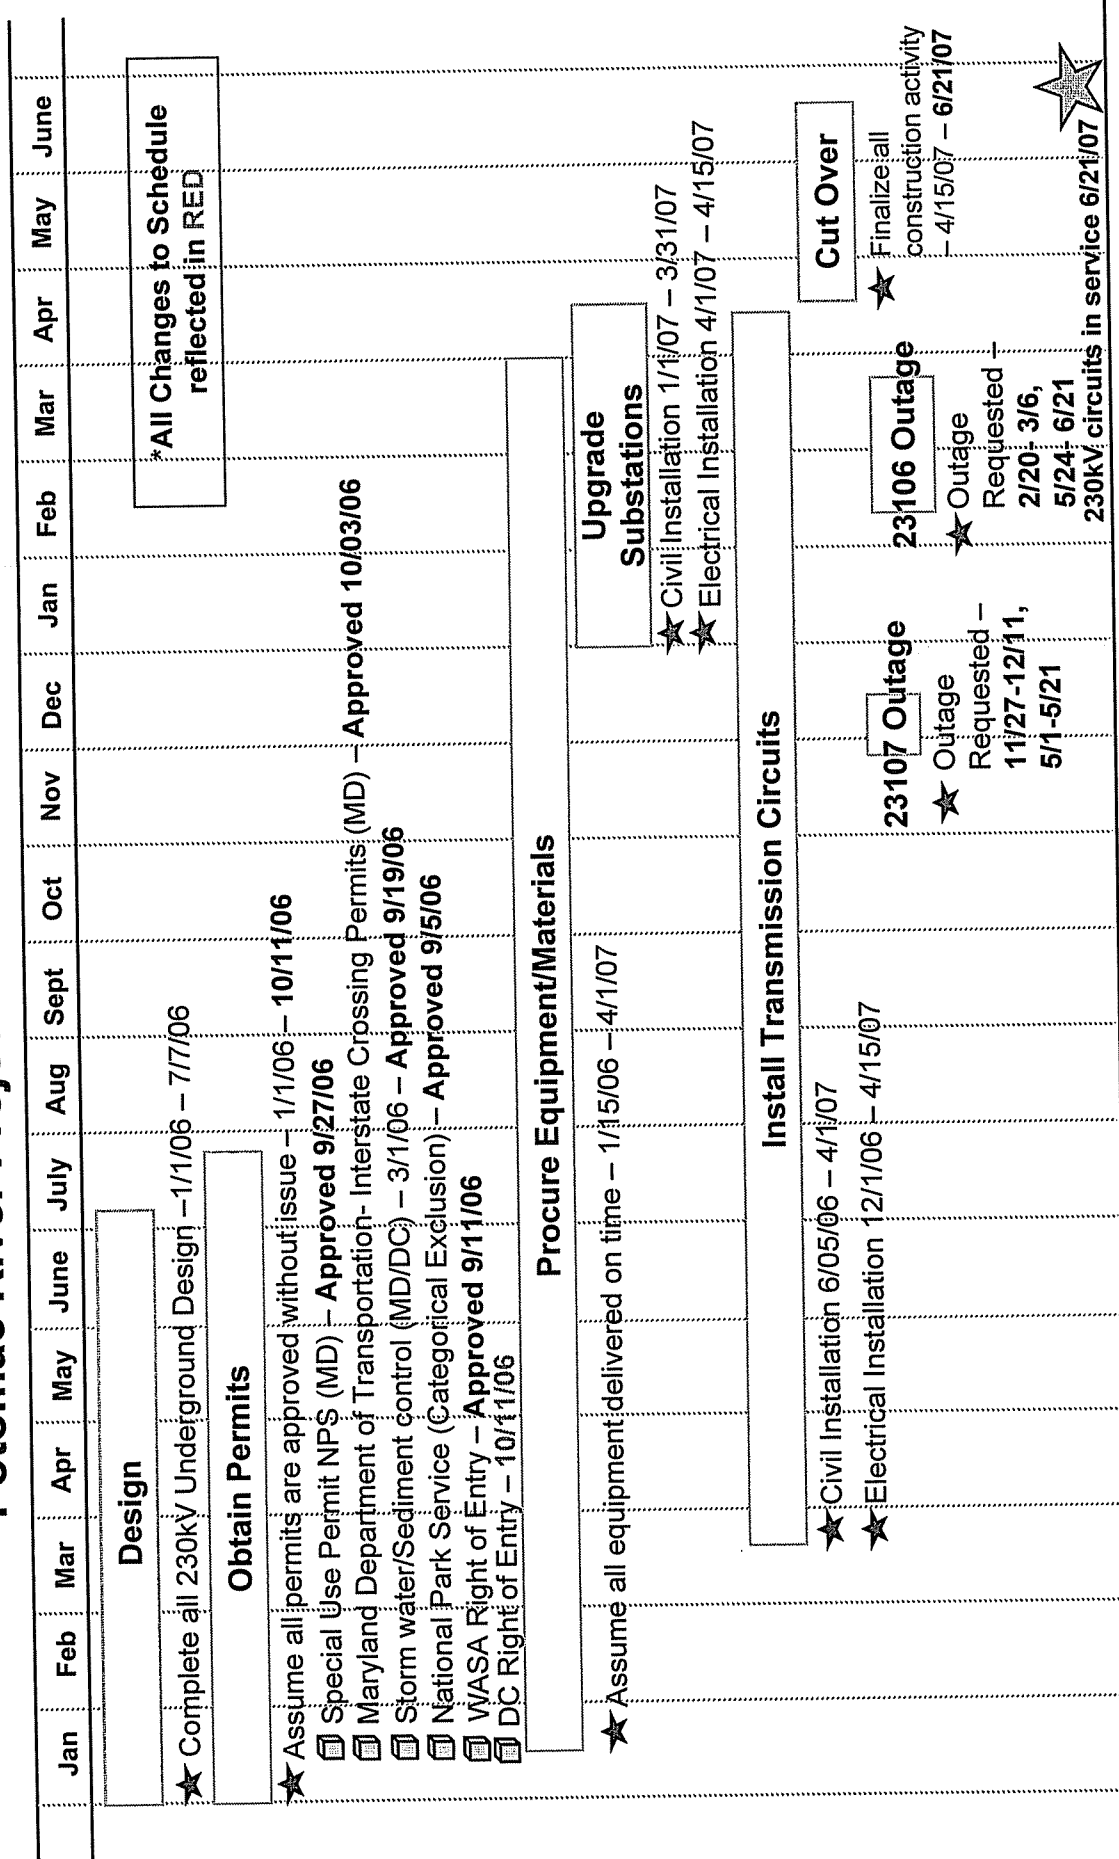 Jan Feb Mar Apr May June July Aug Sept Oct Nov Dec Jan Feb Mar Apr May June
*All Changes to Schedule
reflected in RED
Design
Complete all 230kV Underground Design –1/1/06 – 7/7/06
Obtain Permits
Assume all permits are approved without issue – 1/1/06 – 10/11/06
Special Use Permit NPS (MD) – Approved 9/27/06
Maryland Department of Transportation- Interstate Crossing Permits (MD) – Approved 10/03/06
Storm water/Sediment control (MD/DC) – 3/1/06 – Approved 9/19/06
National Park Service (Categorical Exclusion) – Approved 9/5/06
WASA Right of Entry – Approved 9/11/06
DC Right of Entry – 10/11/06
Procure Equipment/Materials
Assume all equipment delivered on time – 1/15/06 – 4/1/07
Upgrade
Substations
Civil Installation 1/1/07 – 3/31/07
Electrical Installation 4/1/07 – 4/15/07
Install Transmission Circuits
Civil Installation 6/05/06 – 4/1/07
Electrical Installation 12/1/06 – 4/15/07
23107 Outage
Outage
Requested –
11/27-12/11,
5/1-5/21
23106 Outage
Outage
Requested –
2/20- 3/6,
5/24- 6/21
Cut Over
Finalize all
construction activity
– 4/15/07 – 6/21/07
230kV circuits in service 6/21/07